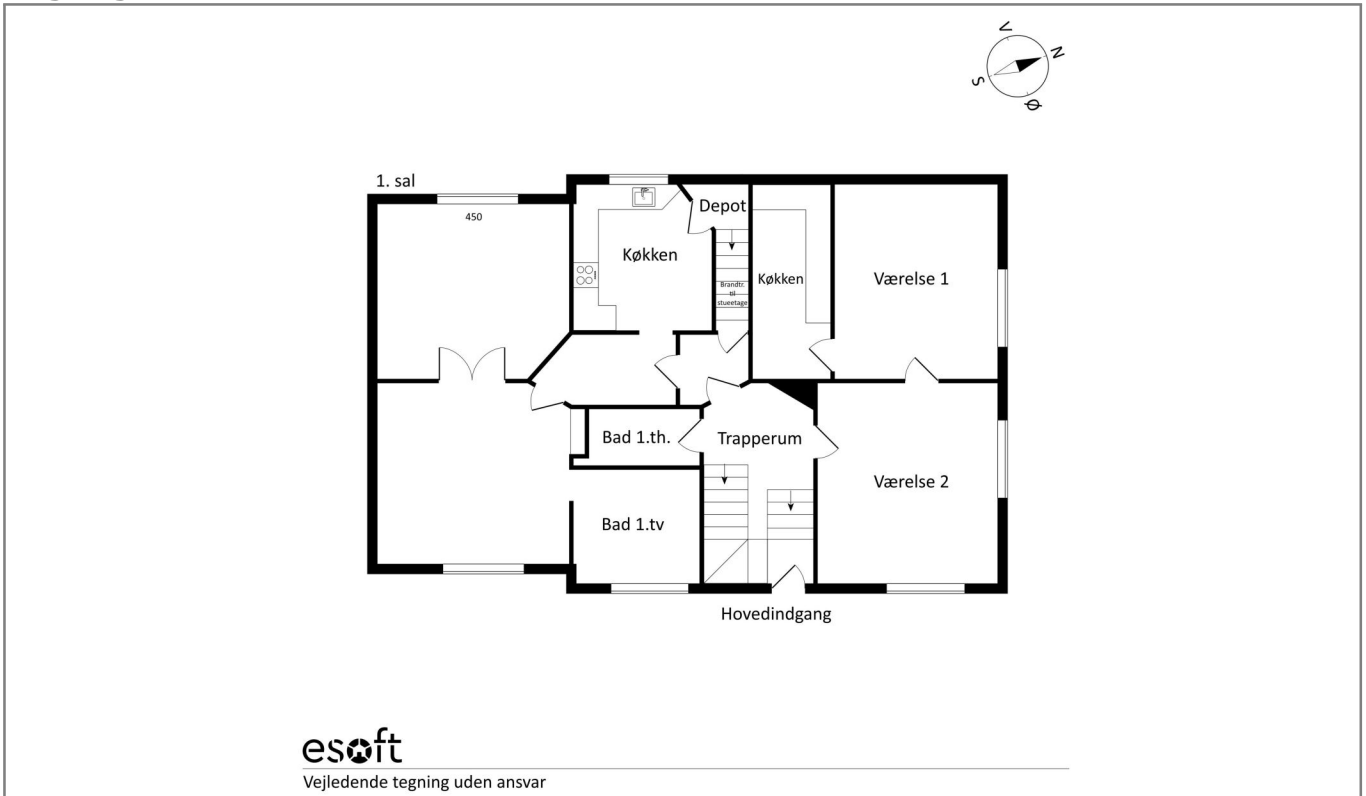 V
N
S
Ø
1. sal
450
Depot
Køkken
Værelse 1
Køkken
Brandtr.
til
stueetage
Bad 1.th.
Trapperum
Værelse 2
Bad 1.tv
Hovedindgang
esoft
Vejledende tegning uden ansvar